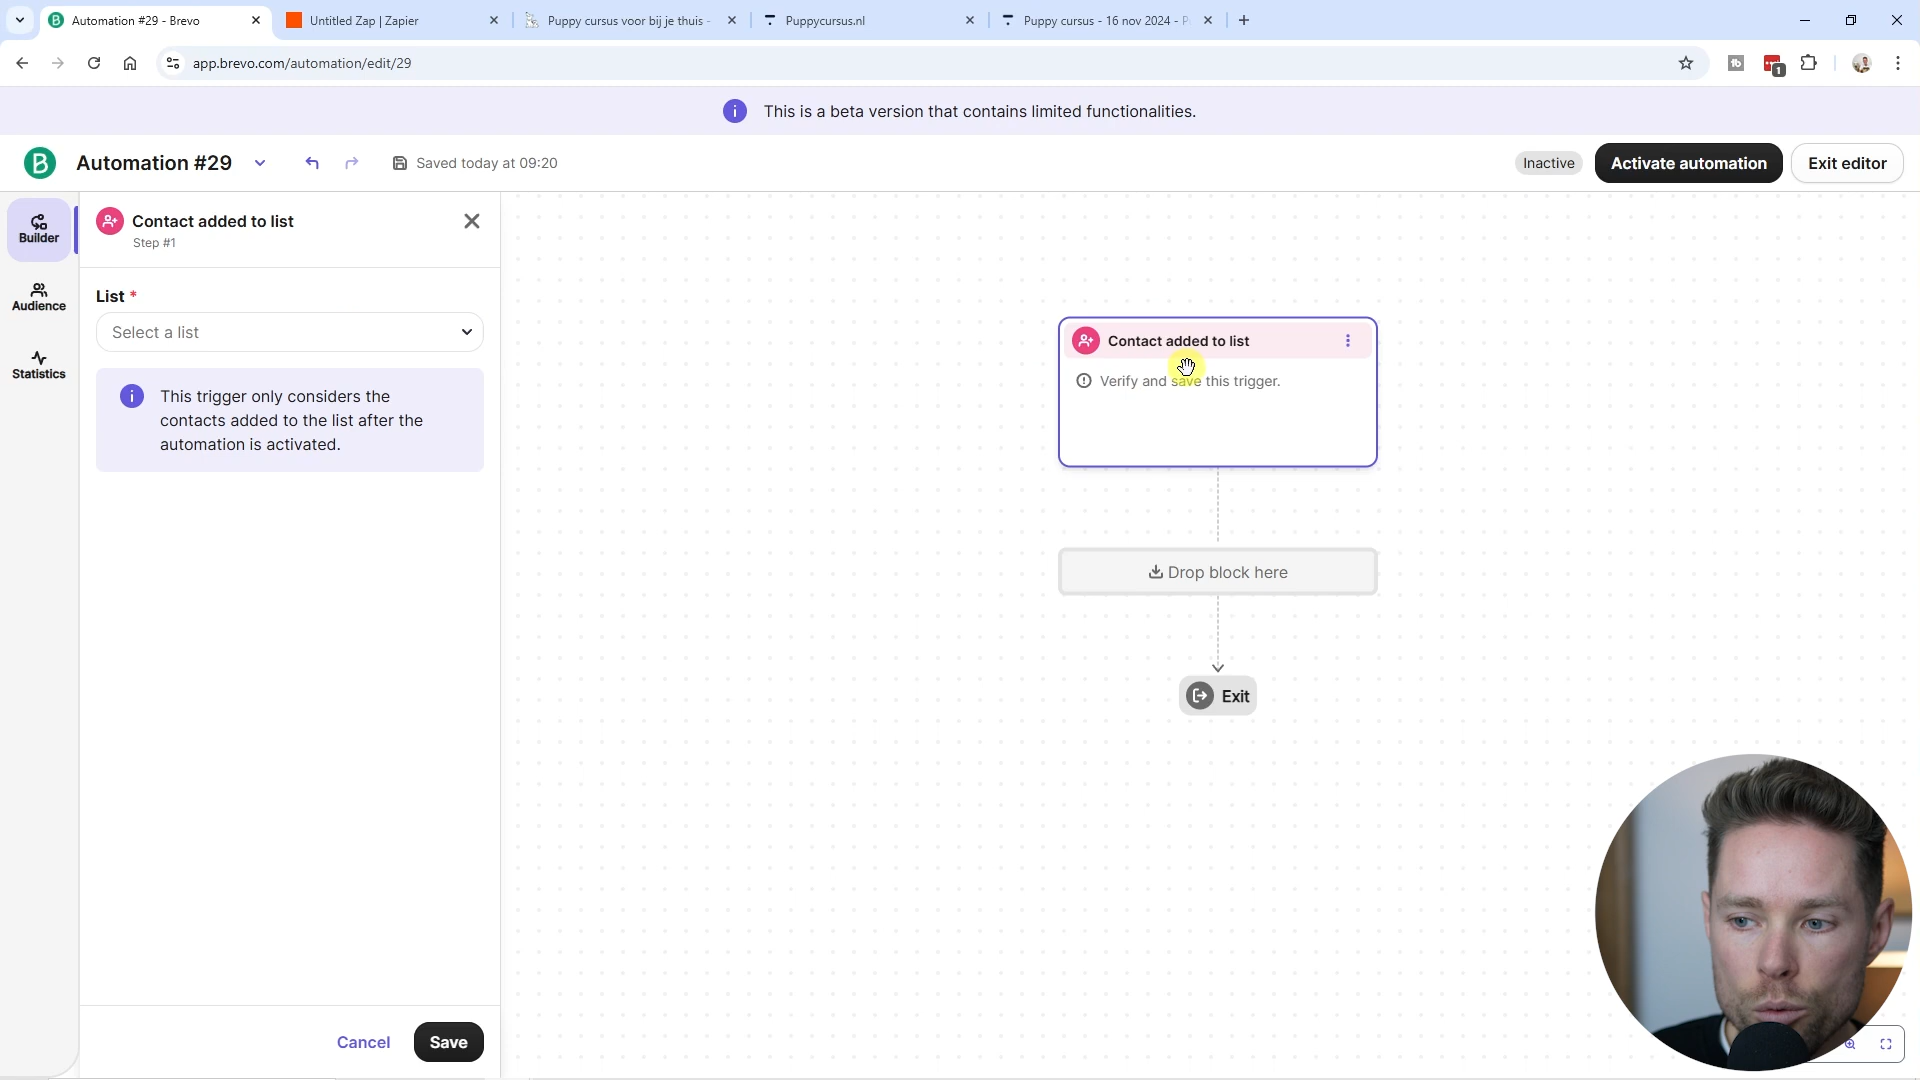 Automation #29 - Brevo
Untitled Zap | Zapier
Puppy cursus voor bij je thuis -
Puppycursus.nl
Puppy cursus - 16 nov 2024 - P
app.brevo.com/automation/edit/29
1
This is a beta version that contains limited functionalities.
B
Automation #29
Saved today at 09:20
Inactive
Activate automation
Exit editor
Builder
Audience
Statistics
Contact added to list
Step #1
List *
Select a list
This trigger only considers the
contacts added to the list after the
automation is activated.
Cancel
Save
Contact added to list
Verify and save this trigger.
Drop block here
Exit